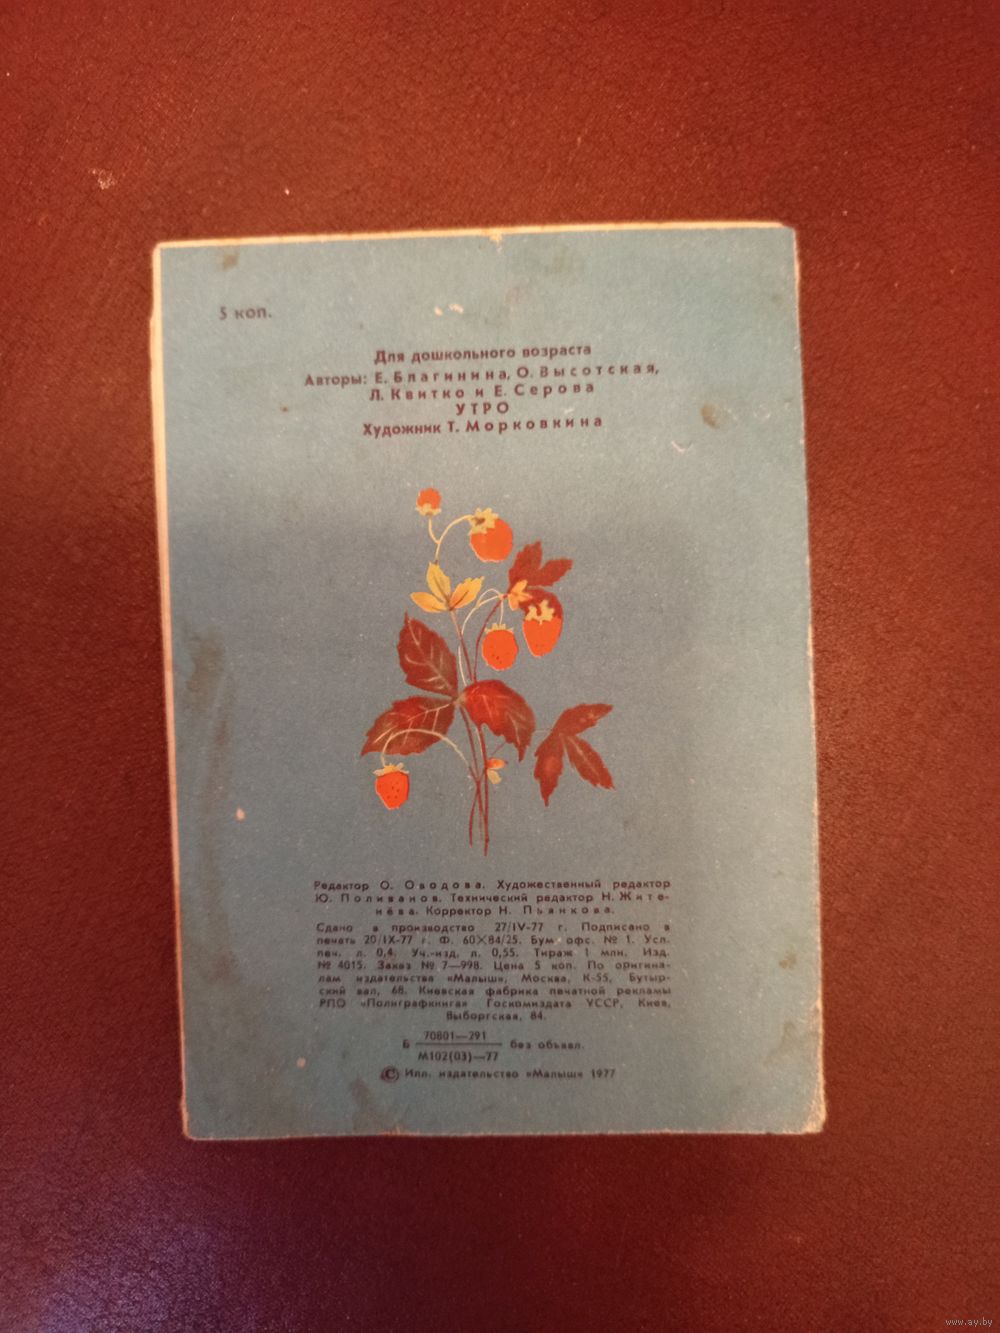 5 коп.
Для дошкольного возраста
Авторы: Е. Благинина, О. Высотская,
Л. Квитко и Е. Серова
УТРО
Художник Т. Морковкина
Редактор О. Оводова. Художественный редактор
Ю. Поливанов. Технический редактор Н. Жите-
нёва. Корректор Н. Пьянкова.
Сдано в производство 27/IV-77 г. Подписано в
печать 20/IX-77 г. Ф. 60×84/25. Бум. офс. № 1. Усл.
печ. л. 0,4. Уч.-изд. л. 0,55. Тираж 1 млн. Изд.
№ 4015. Заказ № 7—998. Цена 5 коп. По оригина-
лам издательства «Малыш», Москва, К-55, Бутыр-
ский вал, 68. Киевская фабрика печатной рекламы
РПО «Полиграфкнига» Госкомиздата УССР, Киев,
Выборгская, 84.
Б 70801—291 без объявл.
М102(03)—77
© Илл. издательство «Малыш» 1977
www.ay.by